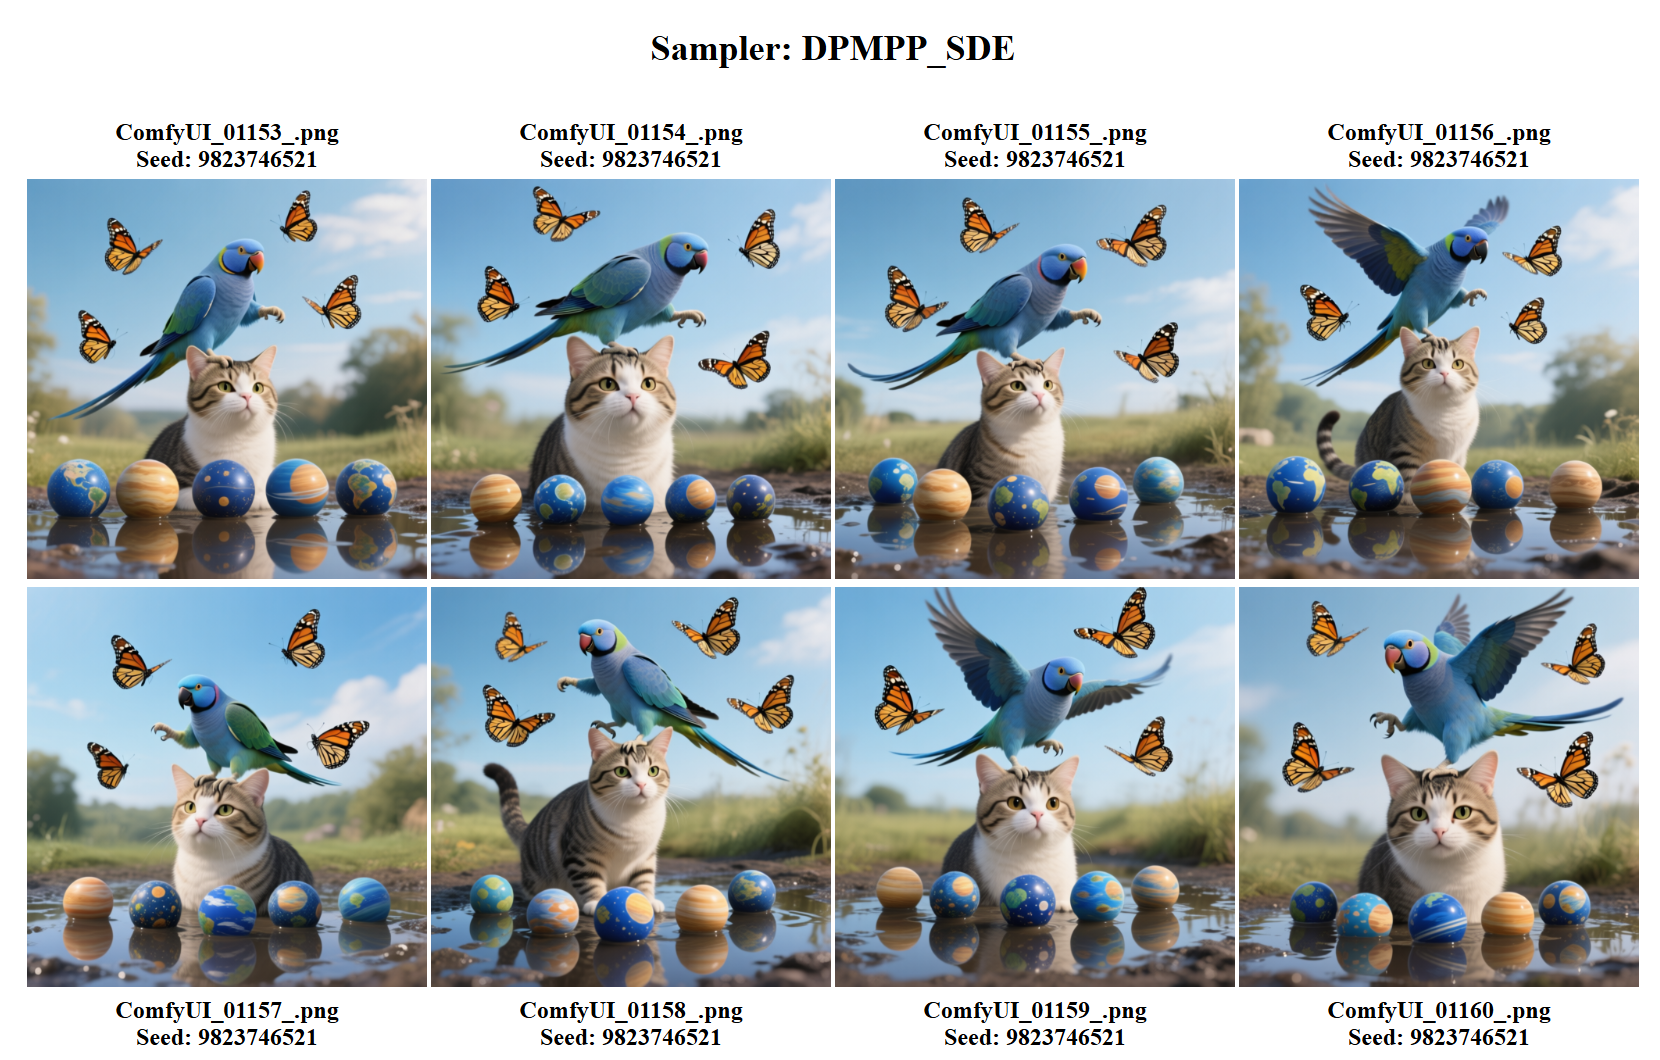 Sampler: DPMPP_SDE
ComfyUI_01153_.png
Seed: 9823746521
ComfyUI_01154_.png
Seed: 9823746521
ComfyUI_01155_.png
Seed: 9823746521
ComfyUI_01156_.png
Seed: 9823746521
ComfyUI_01157_.png
Seed: 9823746521
ComfyUI_01158_.png
Seed: 9823746521
ComfyUI_01159_.png
Seed: 9823746521
ComfyUI_01160_.png
Seed: 9823746521